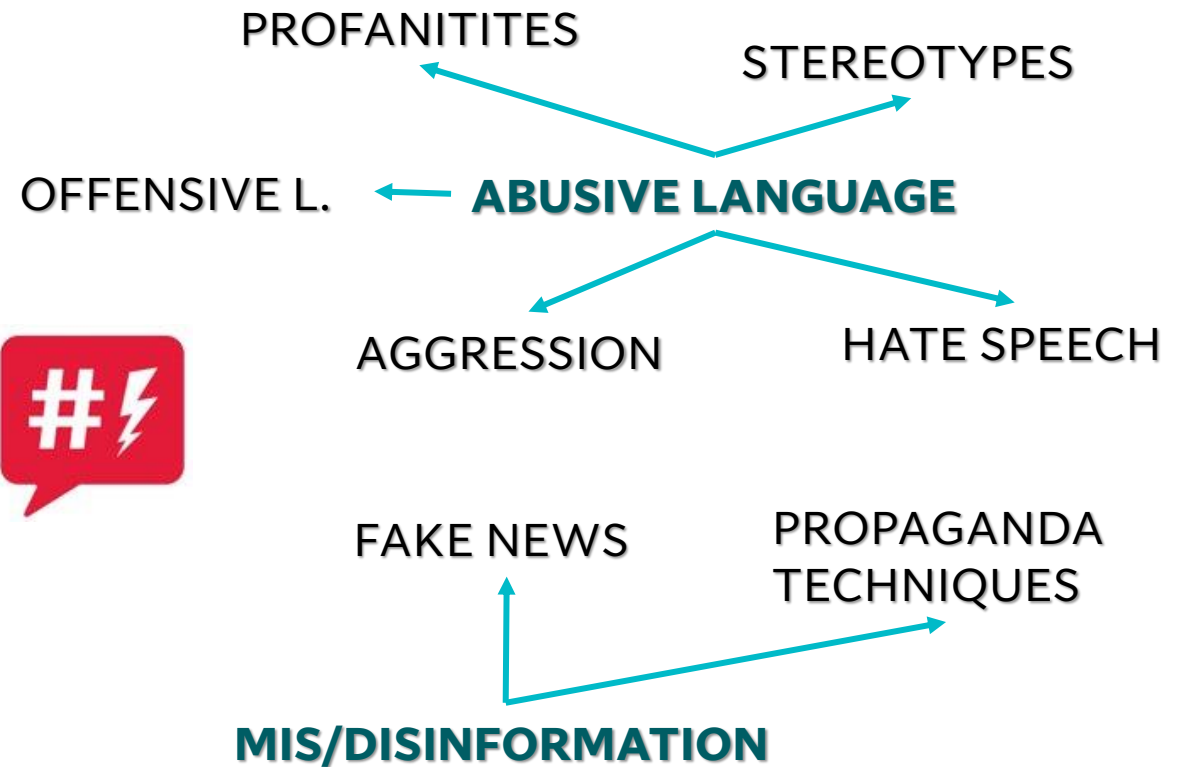 PROFANITITES
STEREOTYPES
OFFENSIVE L.
ABUSIVE LANGUAGE
AGGRESSION
HATE SPEECH
#
FAKE NEWS
PROPAGANDA
TECHNIQUES
MIS/DISINFORMATION